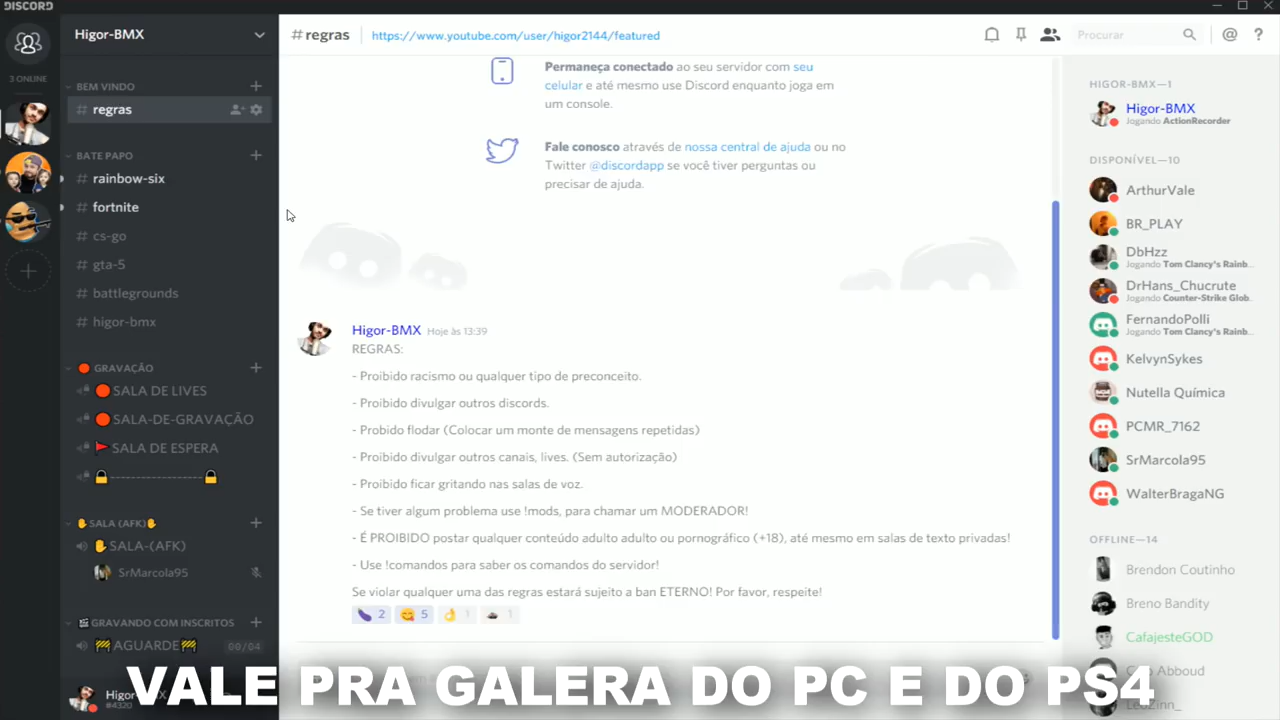 DISCORD
3 ONLINE
Higor-BMX
BEM VINDO
# regras
BATE PAPO
# rainbow-six
# fortnite
# cs-go
# gta-5
# battlegrounds
# higor-bmx
GRAVAÇÃO
SALA DE LIVES
SALA-DE-GRAVAÇÃO
SALA DE ESPERA
--------------------
SALA (AFK)
SALA-(AFK)
SrMarcola95
GRAVANDO COM INSCRITOS
AGUARDE
00/04
#4320
# regras
https://www.youtube.com/user/higor2144/featured
Procurar
Permaneça conectado ao seu servidor com seu
celular e até mesmo use Discord enquanto joga em
um console.
Fale conosco através de nossa central de ajuda ou no
Twitter @discordapp se você tiver perguntas ou
precisar de ajuda.
Higor-BMX Hoje às 13:39
REGRAS:
- Proibido racismo ou qualquer tipo de preconceito.
- Proibido divulgar outros discords.
- Probido flodar (Colocar um monte de mensagens repetidas)
- Proibido divulgar outros canais, lives. (Sem autorização)
- Proibido ficar gritando nas salas de voz.
- Se tiver algum problema use !mods, para chamar um MODERADOR!
- É PROIBIDO postar qualquer conteúdo adulto adulto ou pornográfico (+18), até mesmo em salas de texto privadas!
- Use !comandos para saber os comandos do servidor!
Se violar qualquer uma das regras estará sujeito a ban ETERNO! Por favor, respeite!
2 5 1 1
HIGOR-BMX—1
Higor-BMX
Jogando ActionRecorder
DISPONÍVEL—10
ArthurVale
BR_PLAY
DbHzz
Jogando Tom Clancy's Rainb...
DrHans_Chucrute
Jogando Counter-Strike Glob...
FernandoPolli
Jogando Tom Clancy's Rainb...
KelvynSykes
Nutella Química
PCMR_7162
SrMarcola95
WalterBragaNG
OFFLINE—14
Brendon Coutinho
Breno Bandity
CafajesteGOD
Abboud
VALE PRA GALERA DO PC E DO PS4